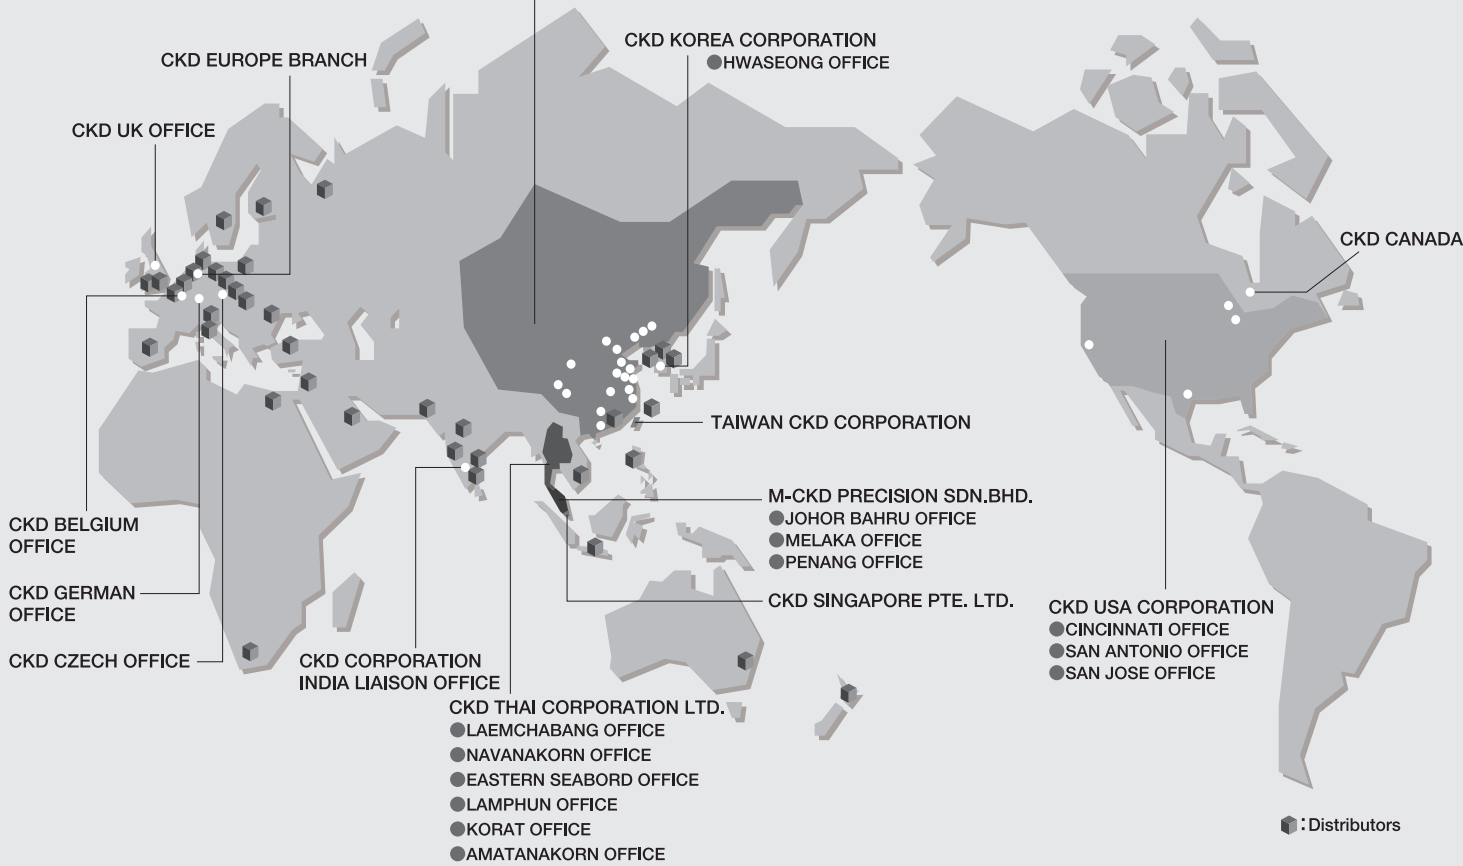 CKD KOREA CORPORATION
●HWASEONG OFFICE
CKD EUROPE BRANCH
CKD UK OFFICE
CKD CANADA
TAIWAN CKD CORPORATION
M-CKD PRECISION SDN.BHD.
●JOHOR BAHRU OFFICE
●MELAKA OFFICE
●PENANG OFFICE
CKD SINGAPORE PTE. LTD.
CKD BELGIUM
OFFICE
CKD GERMAN
OFFICE
CKD CZECH OFFICE
CKD CORPORATION
INDIA LIAISON OFFICE
CKD THAI CORPORATION LTD.
●LAEMCHABANG OFFICE
●NAVANAKORN OFFICE
●EASTERN SEABORD OFFICE
●LAMPHUN OFFICE
●KORAT OFFICE
●AMATANAKORN OFFICE
CKD USA CORPORATION
●CINCINNATI OFFICE
●SAN ANTONIO OFFICE
●SAN JOSE OFFICE
: Distributors